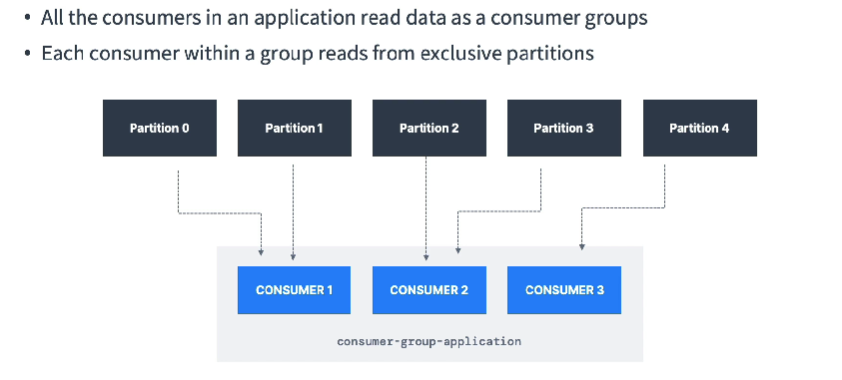 • All the consumers in an application read data as a consumer groups
• Each consumer within a group reads from exclusive partitions
Partition 0 Partition 1 Partition 2 Partition 3 Partition 4
CONSUMER 1 CONSUMER 2 CONSUMER 3
consumer-group-application